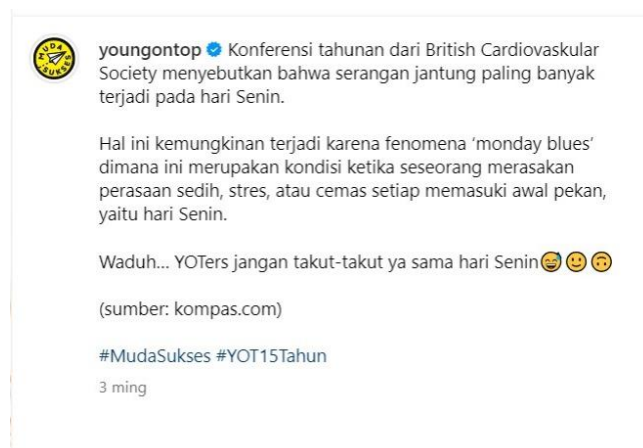 MUDA
SUKSES
youngontop Konferensi tahunan dari British Cardiovaskular
Society menyebutkan bahwa serangan jantung paling banyak
terjadi pada hari Senin.
Hal ini kemungkinan terjadi karena fenomena ‘monday blues’
dimana ini merupakan kondisi ketika seseorang merasakan
perasaan sedih, stres, atau cemas setiap memasuki awal pekan,
yaitu hari Senin.
Waduh... YOTers jangan takut-takut ya sama hari Senin😅🙂🙃
(sumber: kompas.com)
#MudaSukses #YOT15Tahun
3 ming